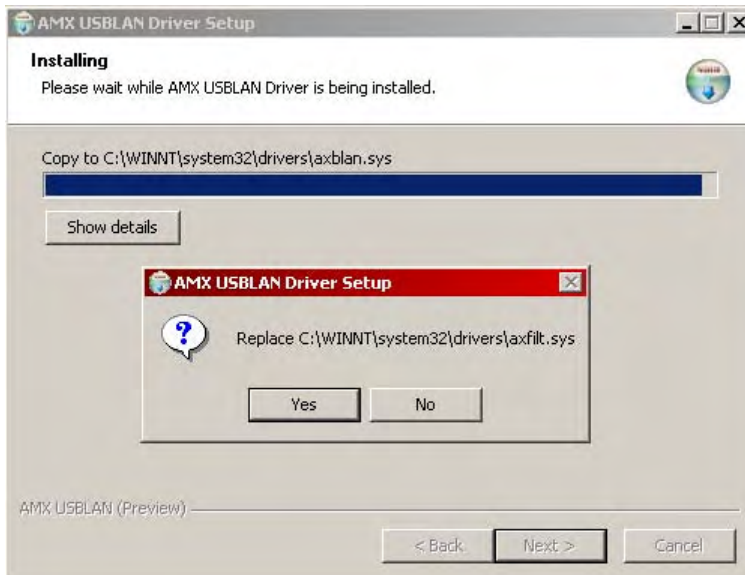 AMX USBLAN Driver Setup
Installing
Please wait while AMX USBLAN Driver is being installed.
Copy to C:\WINNT\system32\drivers\axblan.sys
Show details
AMX USBLAN Driver Setup
Replace C:\WINNT\system32\drivers\axfilt.sys
Yes No
AMX USBLAN (Preview)
< Back Next > Cancel